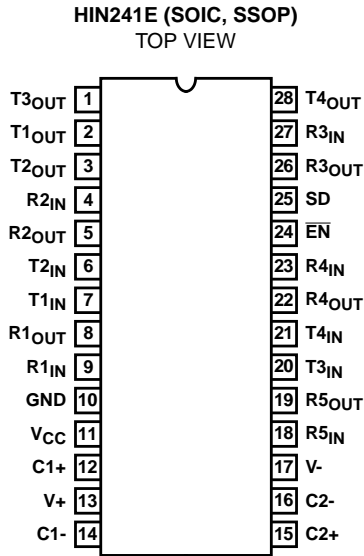 HIN241E (SOIC, SSOP)
TOP VIEW
T3OUT 1 28 T4OUT
T1OUT 2 27 R3IN
T2OUT 3 26 R3OUT
R2IN 4 25 SD
R2OUT 5 24 E̅N̅
T2IN 6 23 R4IN
T1IN 7 22 R4OUT
R1OUT 8 21 T4IN
R1IN 9 20 T3IN
GND 10 19 R5OUT
VCC 11 18 R5IN
C1+ 12 17 V-
V+ 13 16 C2-
C1- 14 15 C2+